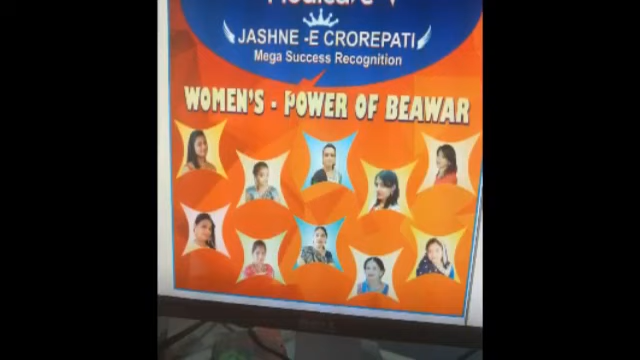 JASHNE -E CROREPATI
Mega Success Recognition
WOMEN'S - POWER OF BEAWAR